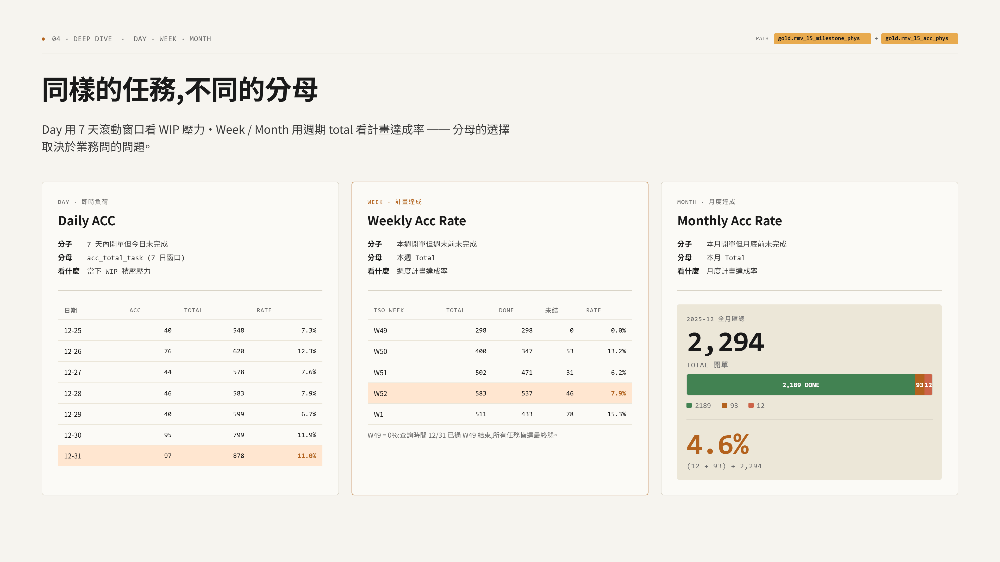 04 · DEEP DIVE · DAY · WEEK · MONTH
PATH gold.rmv_l5_milestone_phys + gold.rmv_l5_acc_phys
同樣的任務,不同的分母
Day 用 7 天滾動窗口看 WIP 壓力・Week / Month 用週期 total 看計畫達成率 —— 分母的選擇
取決於業務問的問題。
DAY · 即時負荷
Daily ACC
分子 7 天內開單但今日未完成
分母 acc_total_task (7 日窗口)
看什麼 當下 WIP 積壓壓力
日期 ACC TOTAL RATE
12-25 40 548 7.3%
12-26 76 620 12.3%
12-27 44 578 7.6%
12-28 46 583 7.9%
12-29 40 599 6.7%
12-30 95 799 11.9%
12-31 97 878 11.0%
WEEK · 計畫達成
Weekly Acc Rate
分子 本週開單但週末前未完成
分母 本週 Total
看什麼 週度計畫達成率
ISO WEEK TOTAL DONE 未結 RATE
W49 298 298 0 0.0%
W50 400 347 53 13.2%
W51 502 471 31 6.2%
W52 583 537 46 7.9%
W1 511 433 78 15.3%
W49 = 0%:查詢時間 12/31 已過 W49 結束,所有任務皆達最終態。
MONTH · 月度達成
Monthly Acc Rate
分子 本月開單但月底前未完成
分母 本月 Total
看什麼 月度計畫達成率
2025-12 全月匯總
2,294
TOTAL 開單
2,189 DONE 93 12
2189 93 12
4.6%
(12 + 93) ÷ 2,294